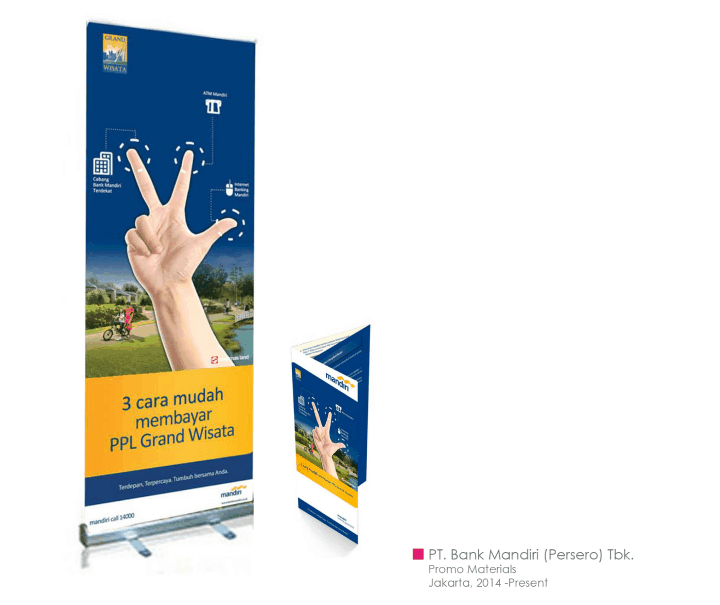 GRAND
WISATA
ATM Mandiri
Cabang
Bank Mandiri
Terdekat
Internet
Banking
Mandiri
land
3 cara mudah
membayar
PPL Grand Wisata
Terdepan, Terpercaya. Tumbuh bersama Anda.
mandiri
mandiri call 14000
mandiri
PT. Bank Mandiri (Persero) Tbk.
Promo Materials
Jakarta, 2014 -Present